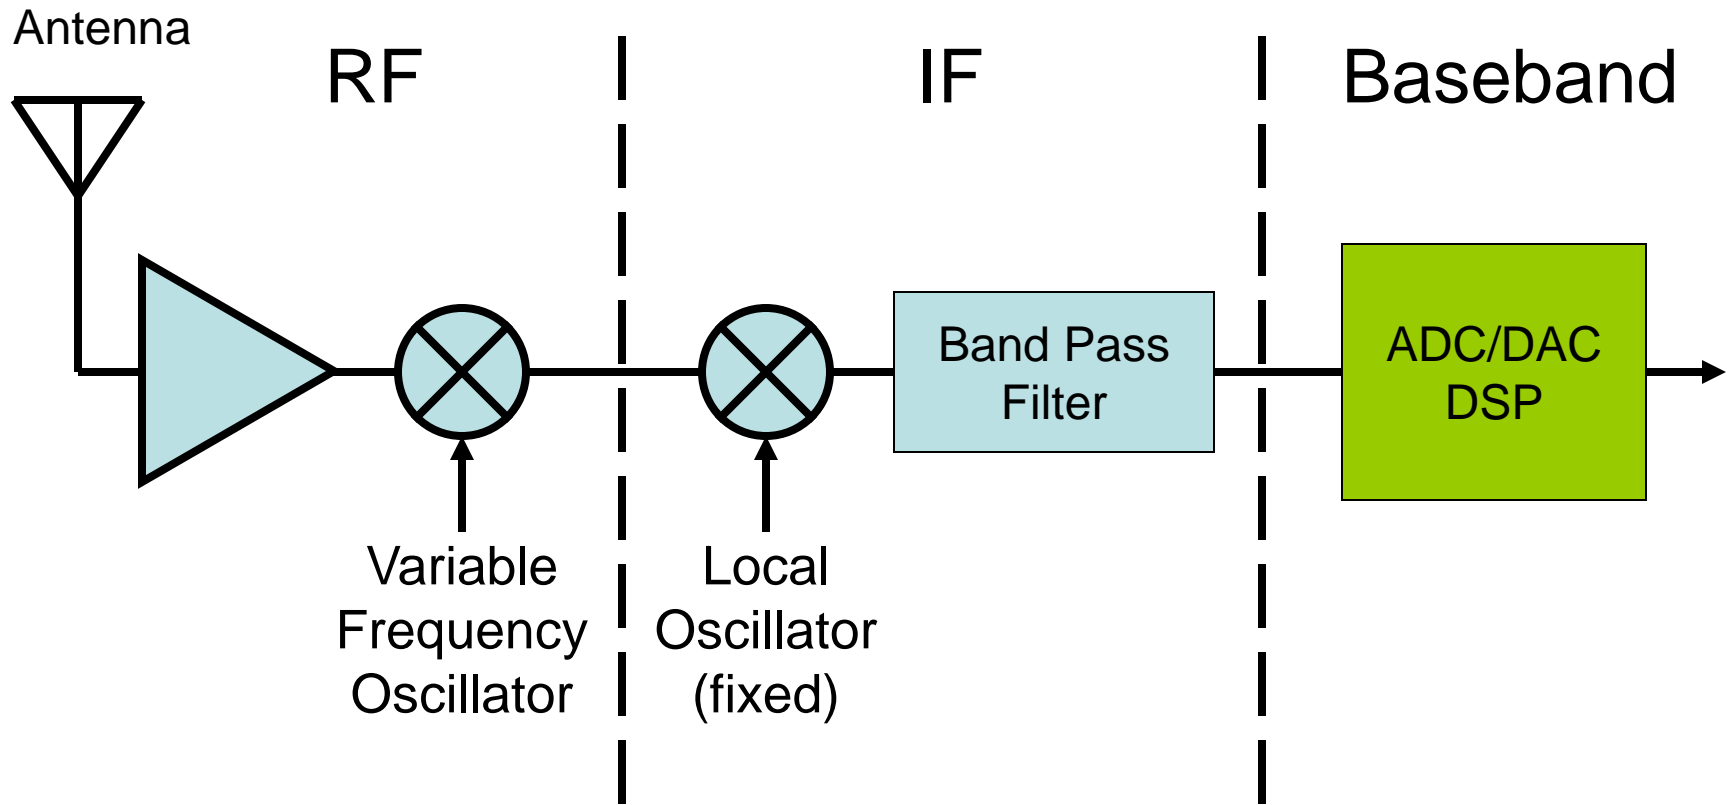 Antenna
RF
IF
Baseband
Band Pass
Filter
ADC/DAC
DSP
Variable
Frequency
Oscillator
Local
Oscillator
(fixed)